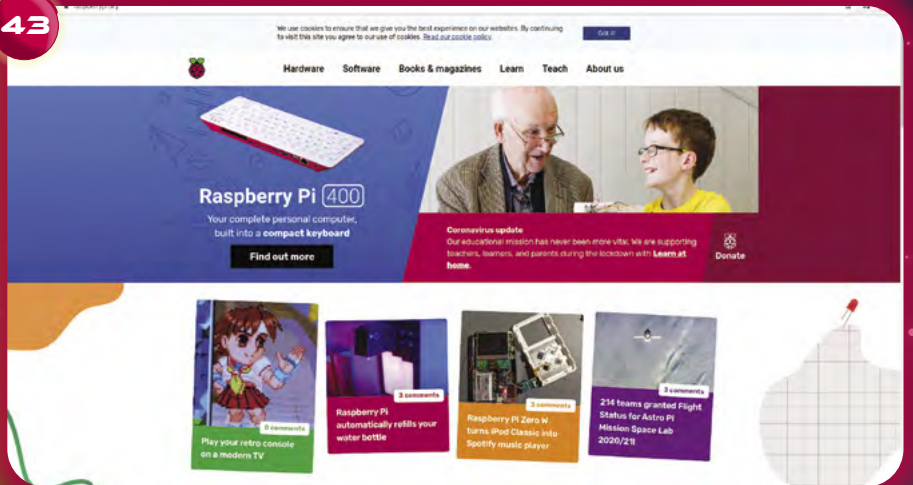 43
We use cookies to ensure that we give you the best experience on our websites. By continuing
to visit this site you agree to our use of cookies. Read our cookie policy.
Got it!
Hardware Software Books & magazines Learn Teach About us
Raspberry Pi 400
Your complete personal computer,
built into a compact keyboard
Find out more
Coronavirus update
Our educational mission has never been more vital. We are supporting
teachers, learners, and parents during the lockdown with Learn at
home.
Donate
0 comments
Play your retro console
on a modern TV
3 comments
Raspberry Pi
automatically refills your
water bottle
3 comments
Raspberry Pi Zero W
turns iPod Classic into
Spotify music player
3 comments
214 teams granted Flight
Status for Astro Pi
Mission Space Lab
2020/21!